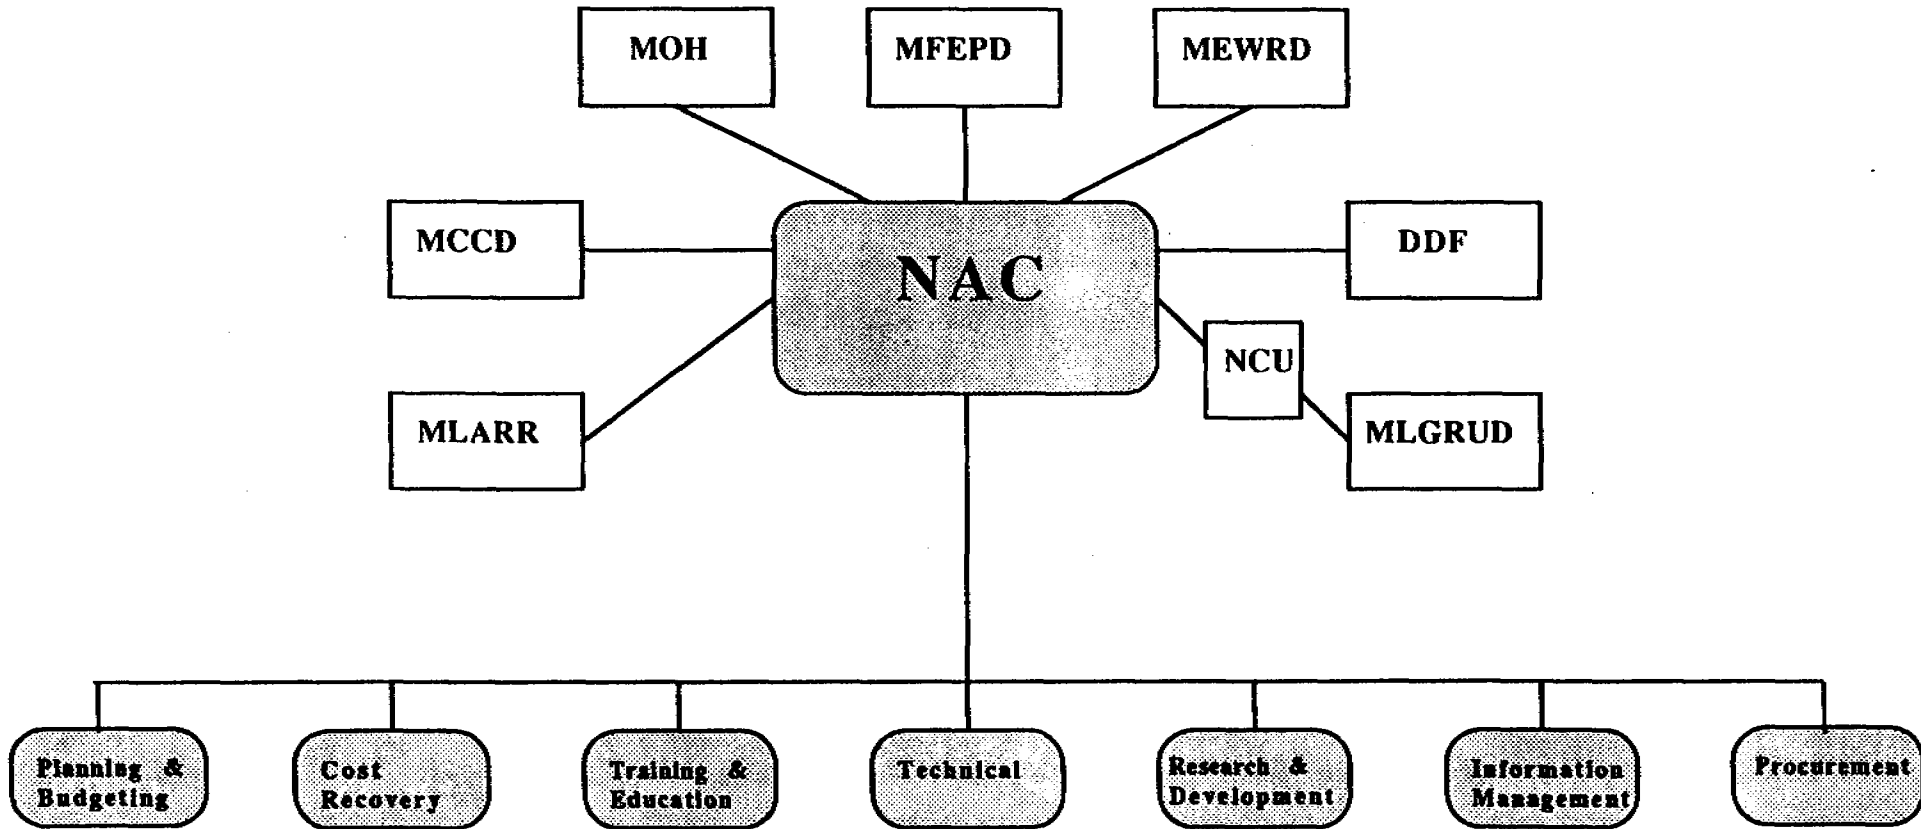 MOH
MFEPD
MEWRD
MCCD
NAC
DDF
NCU
MLARR
MLGRUD
Planning &
Budgeting
Cost
Recovery
Training &
Education
Technical
Research &
Development
Information
Management
Procurement